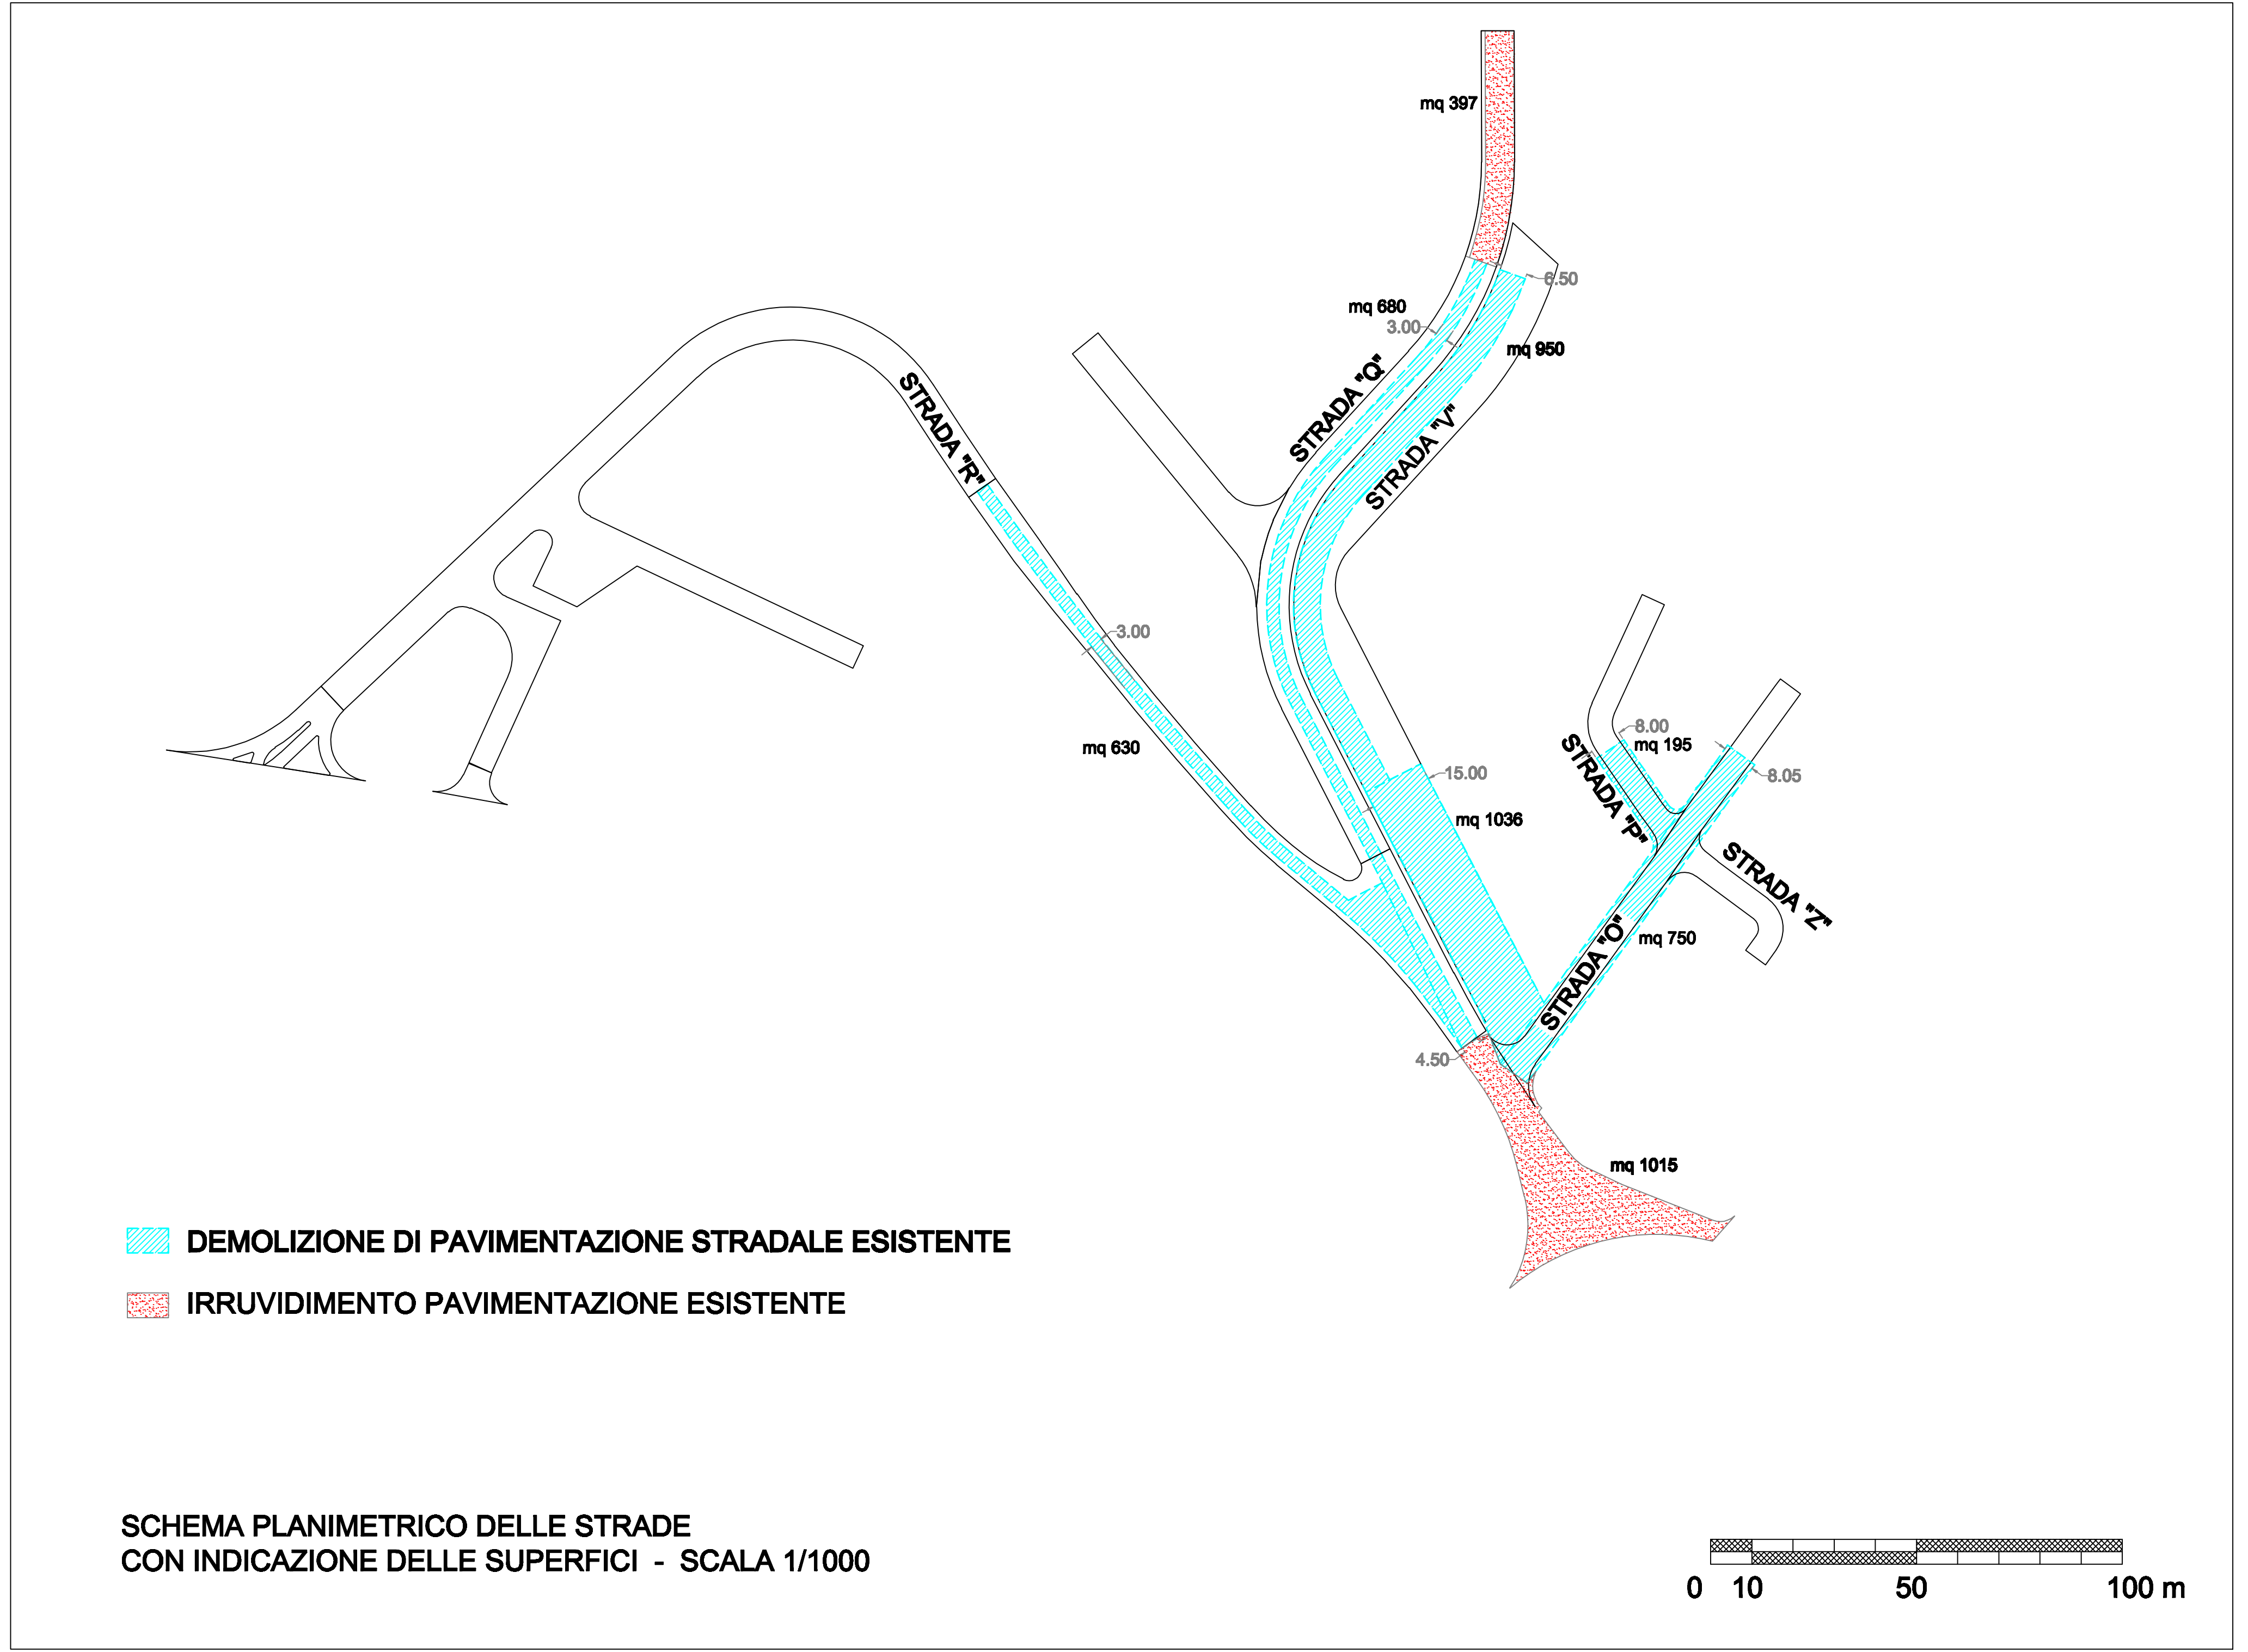 mq 397
6.50
mq 680
3.00
mq 950
STRADA "Q"
STRADA "R"
STRADA "V"
3.00
8.00
mq 195
mq 630
STRADA "P"
15.00
8.05
mq 1036
STRADA "Z"
mq 750
STRADA "O"
4.50
mq 1015
DEMOLIZIONE DI PAVIMENTAZIONE STRADALE ESISTENTE
IRRUVIDIMENTO PAVIMENTAZIONE ESISTENTE
SCHEMA PLANIMETRICO DELLE STRADE
CON INDICAZIONE DELLE SUPERFICI - SCALA 1/1000
0 10 50 100 m